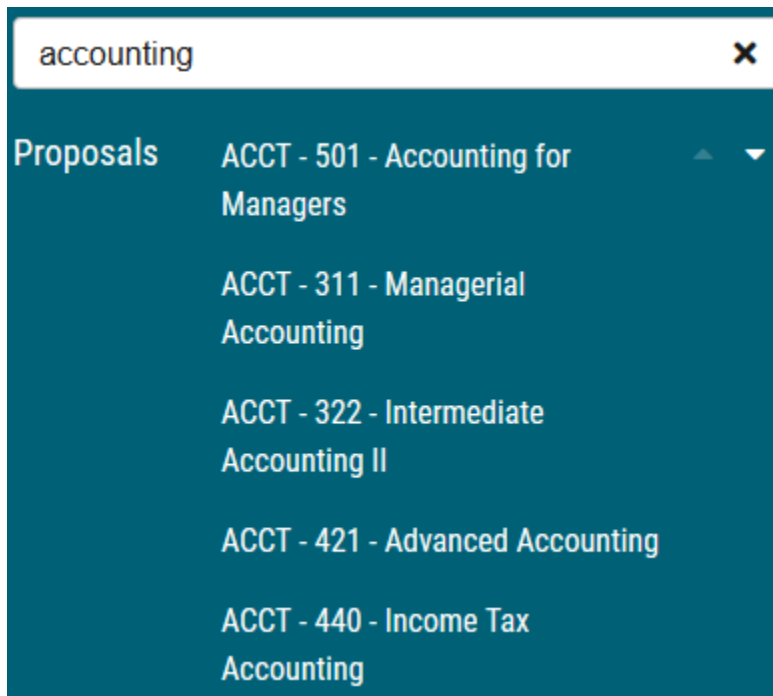 accounting
Proposals
ACCT - 501 - Accounting for
Managers
ACCT - 311 - Managerial
Accounting
ACCT - 322 - Intermediate
Accounting II
ACCT - 421 - Advanced Accounting
ACCT - 440 - Income Tax
Accounting